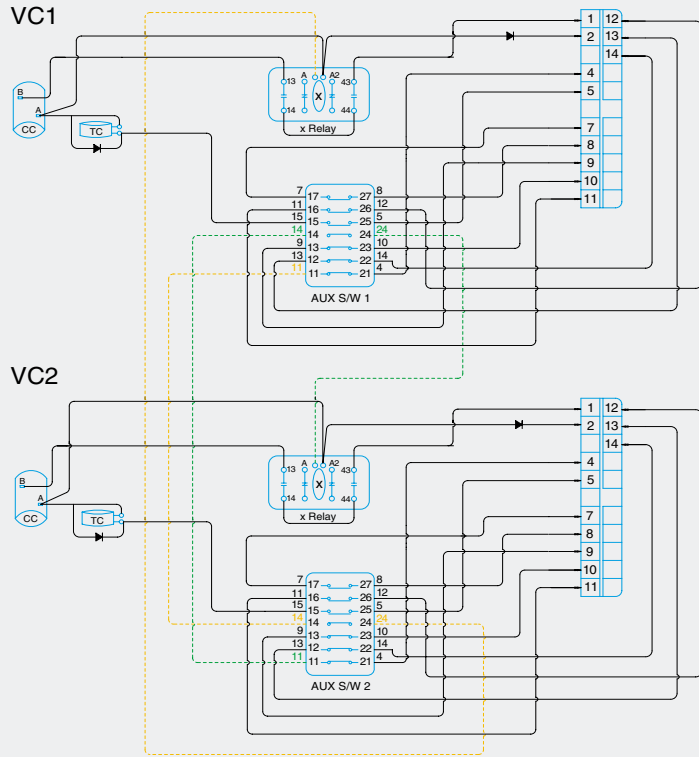 VC1
B
A
CC
TC
13 A A2 43
X
14 44
x Relay
1 12
2 13
14
4
5
7
8
9
10
11
7 17 27 8
11 16 26 12
15 15 25 5
14 14 24 24
9 13 23 10
13 12 22 14
11 11 21 4
AUX S/W 1
VC2
B
A
CC
TC
13 A A2 43
X
14 44
x Relay
1 12
2 13
14
4
5
7
8
9
10
11
7 17 27 8
11 16 26 12
15 15 25 5
14 14 24 24
9 13 23 10
13 12 22 14
11 11 21 4
AUX S/W 2